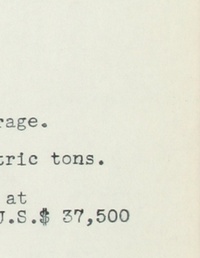 rage.
tric tons.
at
U.S.$ 37,500